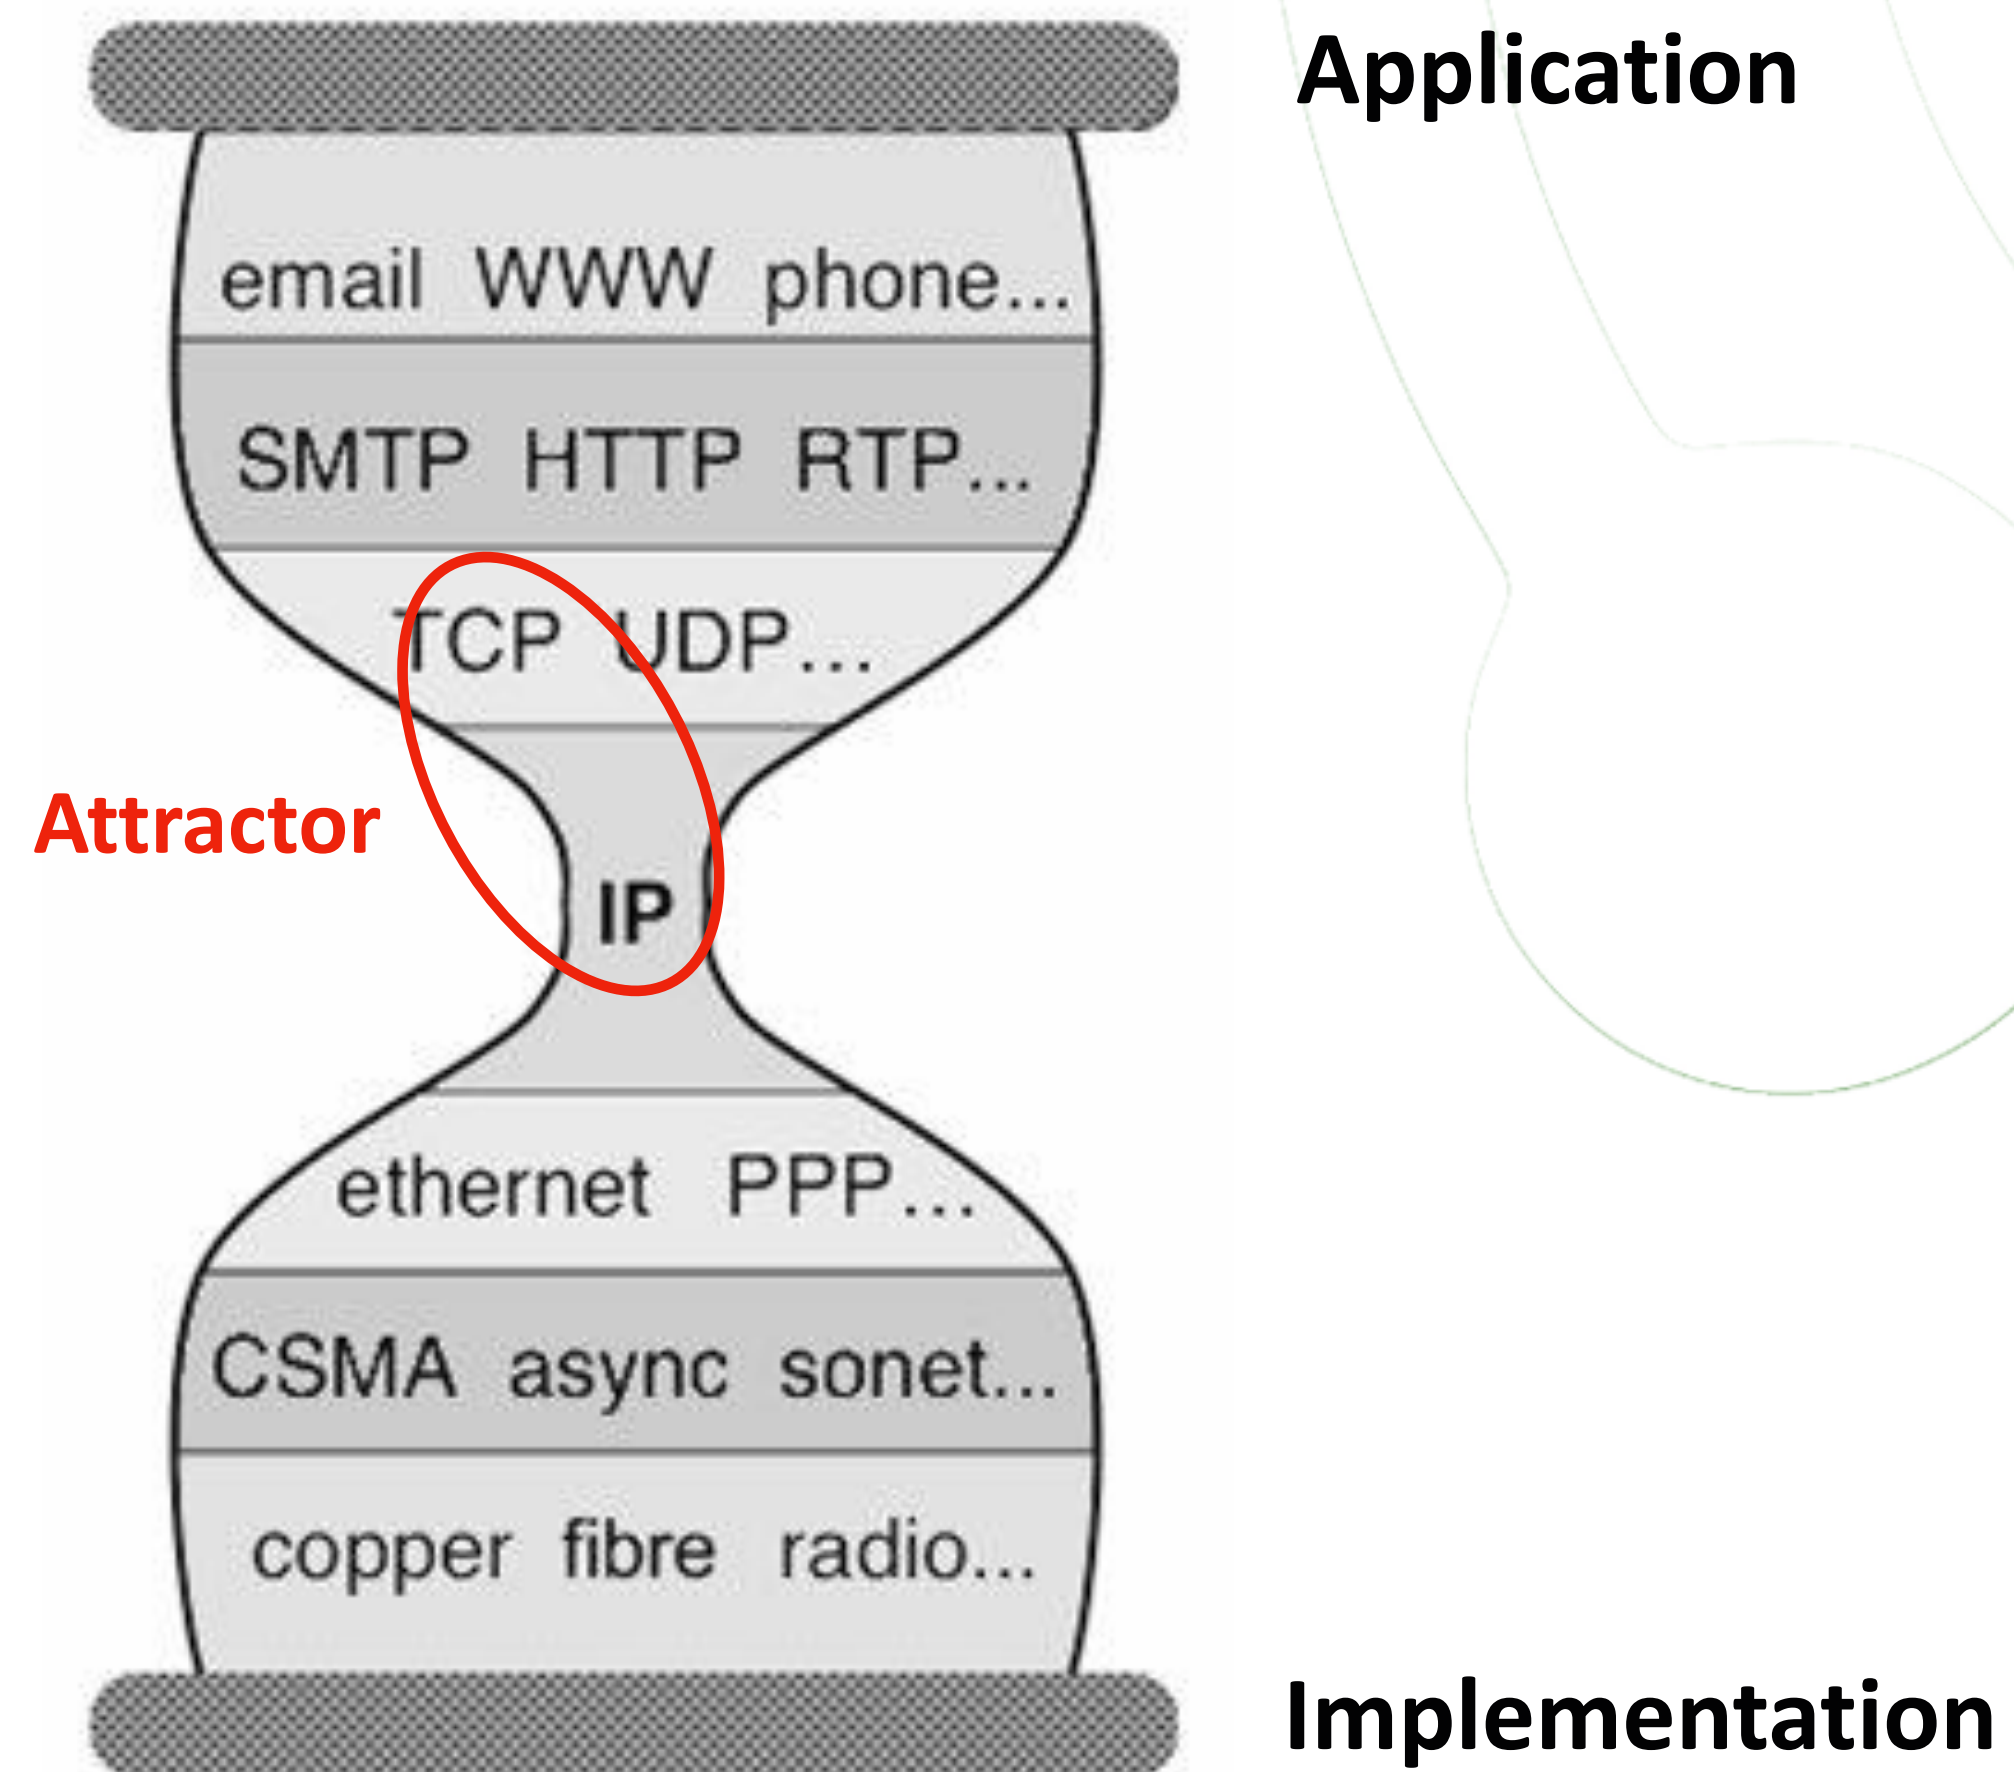 Application
email WWW phone...
SMTP HTTP RTP...
TCP UDP...
Attractor
IP
ethernet PPP...
CSMA async sonet...
copper fibre radio...
Implementation